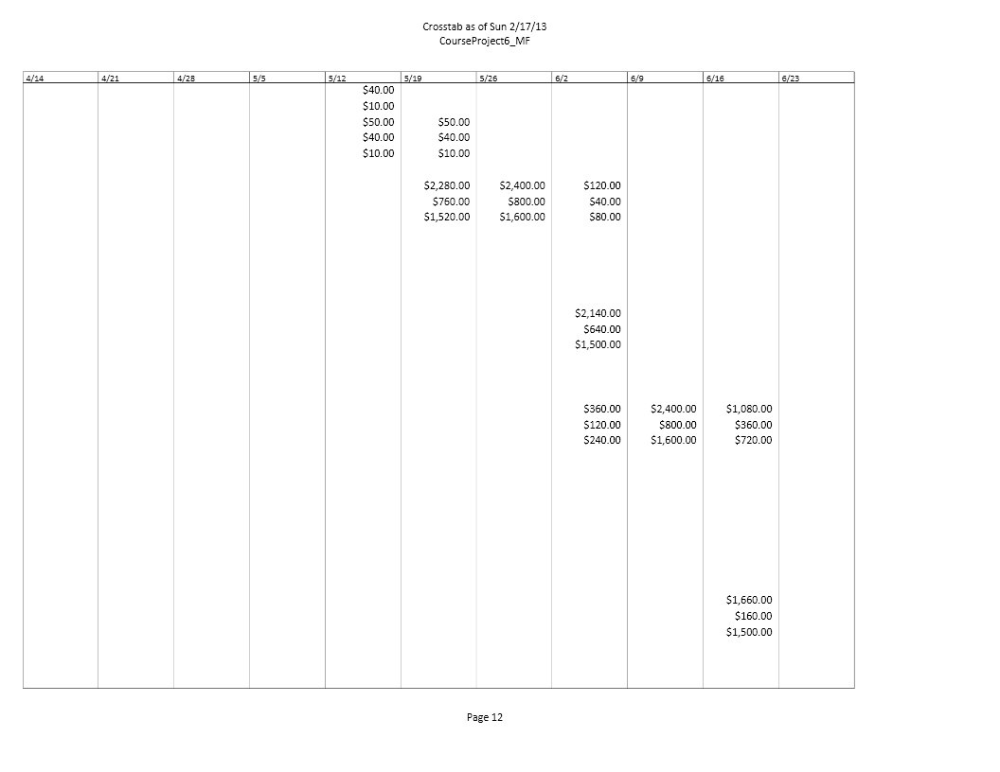 Crosstab as of Sun 2/17/13
CourseProject6_MF
4/14 4/21 4/28 5/5 5/12 5/19 5/26 6/2 6/9 6/16 6/23
$40.00
$10.00
$50.00 $50.00
$40.00 $40.00
$10.00 $10.00
$2,280.00 $2,400.00 $120.00
$760.00 $800.00 $40.00
$1,520.00 $1,600.00 $80.00
$2,140.00
$640.00
$1,500.00
$360.00 $2,400.00 $1,080.00
$120.00 $800.00 $360.00
$240.00 $1,600.00 $720.00
$1,660.00
$160.00
$1,500.00
Page 12